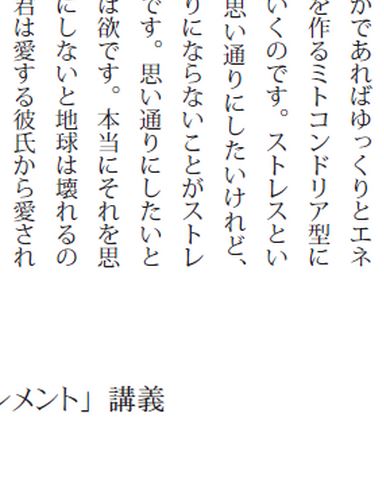 かであればゆっくりとエネ
を作るミトコンドリア型に
いくのです。ストレスとい
思い通りにしたいけれど、
りにならないことがストレ
です。思い通りにしたいと
は欲です。本当にそれを思
にしないと地球は壊れるの
君は愛する彼氏から愛され
レメント」講義